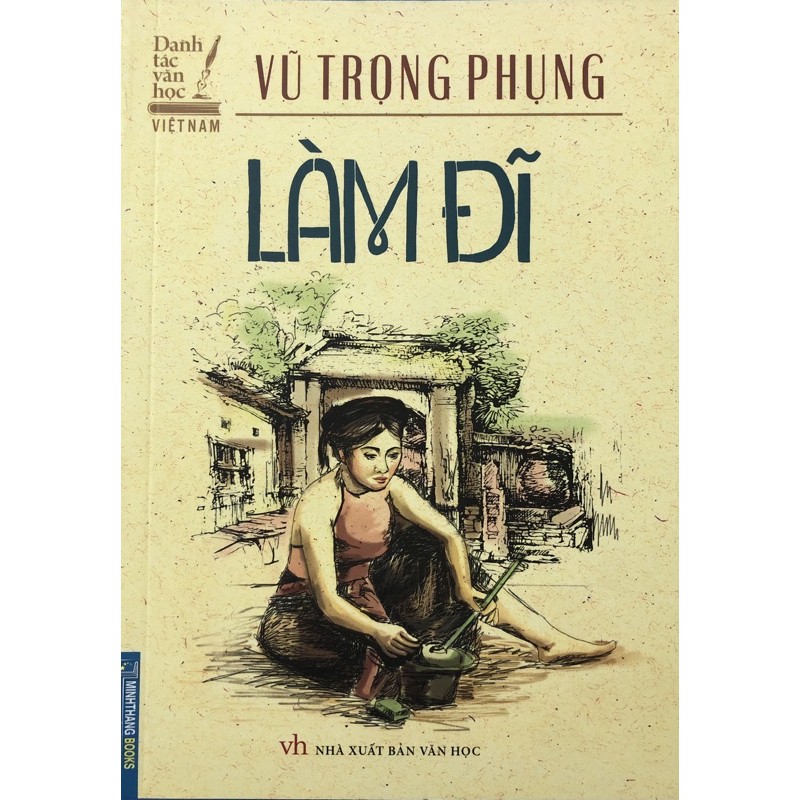 Danh
tác
văn
học
VIỆT NAM
VŨ TRỌNG PHỤNG
LÀM ĐĨ
MINHTHANG BOOKS
vh NHÀ XUẤT BẢN VĂN HỌC